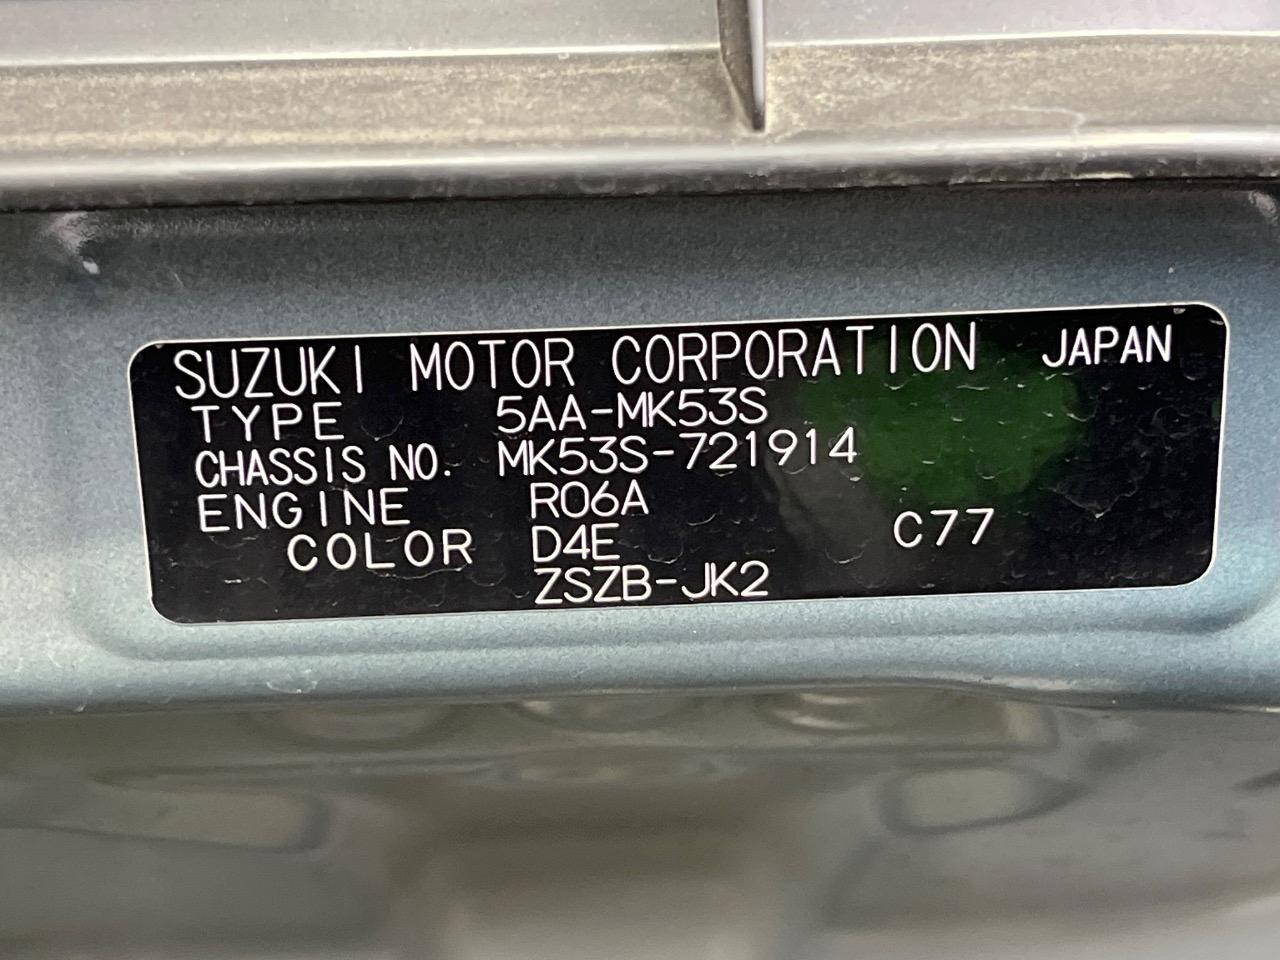 SUZUKI MOTOR CORPORATION JAPAN
TYPE 5AA-MK53S
CHASSIS NO. MK53S-721914
ENGINE R06A
COLOR D4E C77
ZSZB-JK2